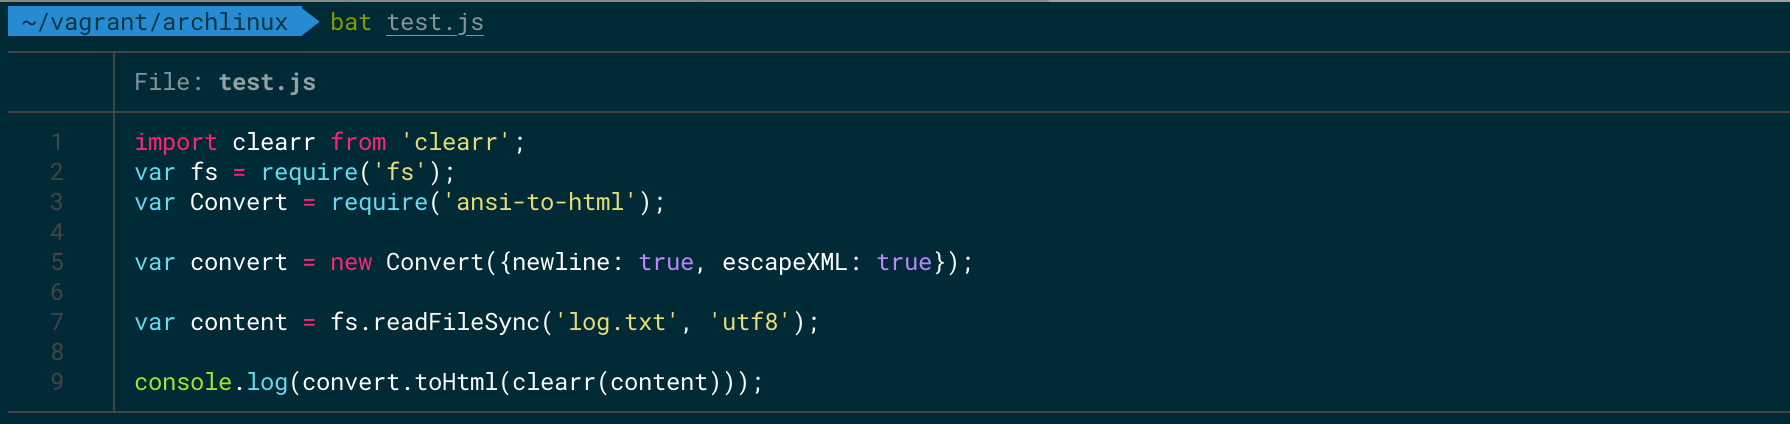 ~/vagrant/archlinux bat test.js
File: test.js
1 import clearr from 'clearr';
2 var fs = require('fs');
3 var Convert = require('ansi-to-html');
4
5 var convert = new Convert({newline: true, escapeXML: true});
6
7 var content = fs.readFileSync('log.txt', 'utf8');
8
9 console.log(convert.toHtml(clearr(content)));